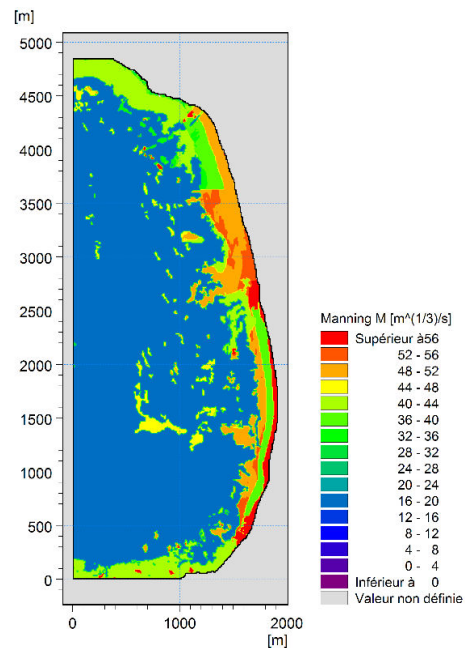 [m]
5000
4500
4000
3500
3000
2500
2000
1500
1000
500
0
0 1000 2000
[m]
Manning M [m^(1/3)/s]
Supérieur à56
52 - 56
48 - 52
44 - 48
40 - 44
36 - 40
32 - 36
28 - 32
24 - 28
20 - 24
16 - 20
12 - 16
8 - 12
4 - 8
0 - 4
Inférieur à 0
Valeur non définie